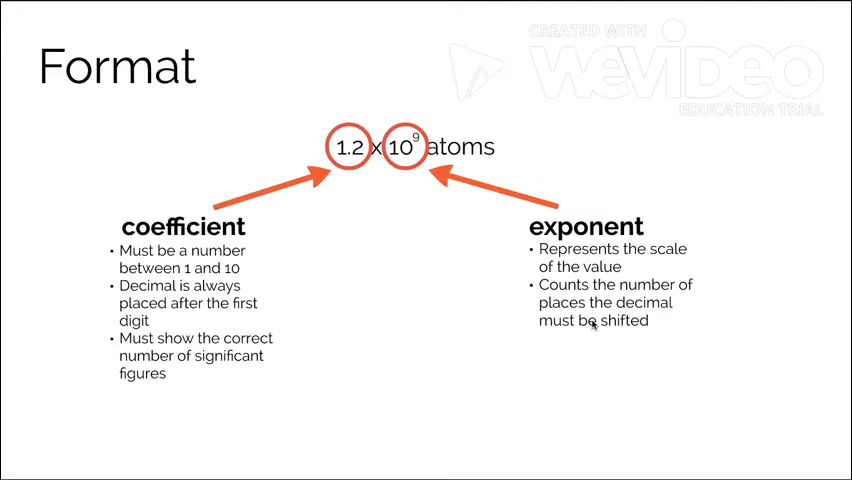 CREATED WITH
WEVIDEO
EDUCATION TRIAL
Format
1.2 x 10⁹ atoms
coefficient
• Must be a number
between 1 and 10
• Decimal is always
placed after the first
digit
• Must show the correct
number of significant
figures
exponent
• Represents the scale
of the value
• Counts the number of
places the decimal
must be shifted